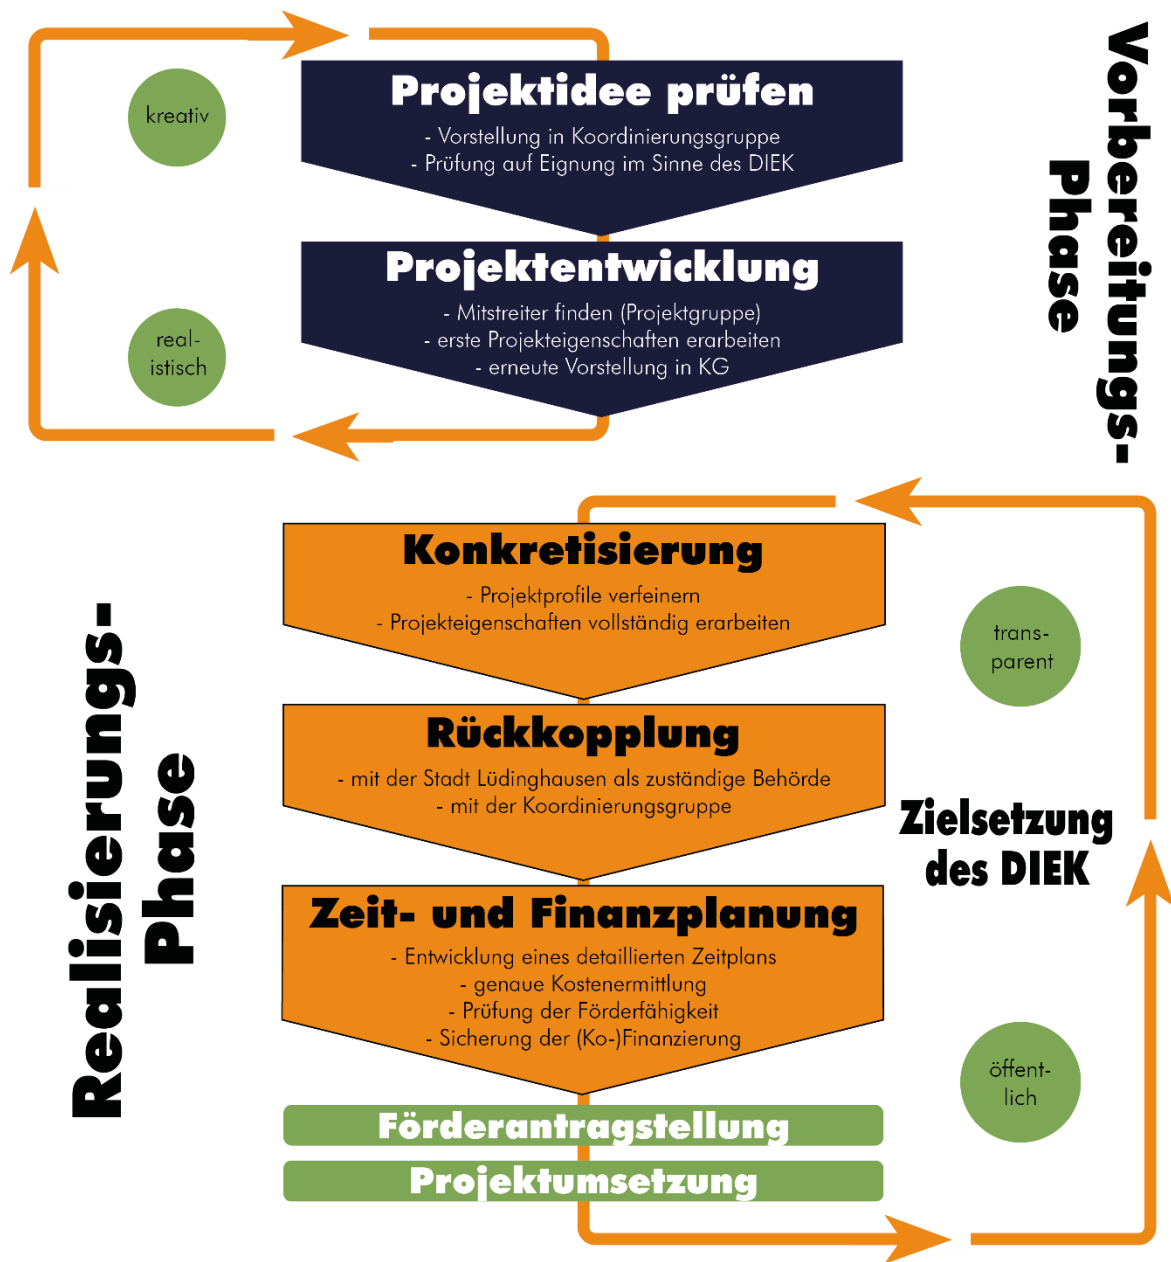 Vorbereitungs-
Phase
kreativ
Projektidee prüfen
- Vorstellung in Koordinierungsgruppe
- Prüfung auf Eignung im Sinne des DIEK
Projektentwicklung
- Mitstreiter finden (Projektgruppe)
- erste Projekteigenschaften erarbeiten
- erneute Vorstellung in KG
real-
istisch
Realisierungs-
Phase
Konkretisierung
- Projektprofile verfeinern
- Projekteigenschaften vollständig erarbeiten
trans-
parent
Rückkopplung
- mit der Stadt Lüdinghausen als zuständige Behörde
- mit der Koordinierungsgruppe
Zielsetzung
des DIEK
Zeit- und Finanzplanung
- Entwicklung eines detaillierten Zeitplans
- genaue Kostenermittlung
- Prüfung der Förderfähigkeit
- Sicherung der (Ko-)Finanzierung
öffent-
lich
Förderantragstellung
Projektumsetzung